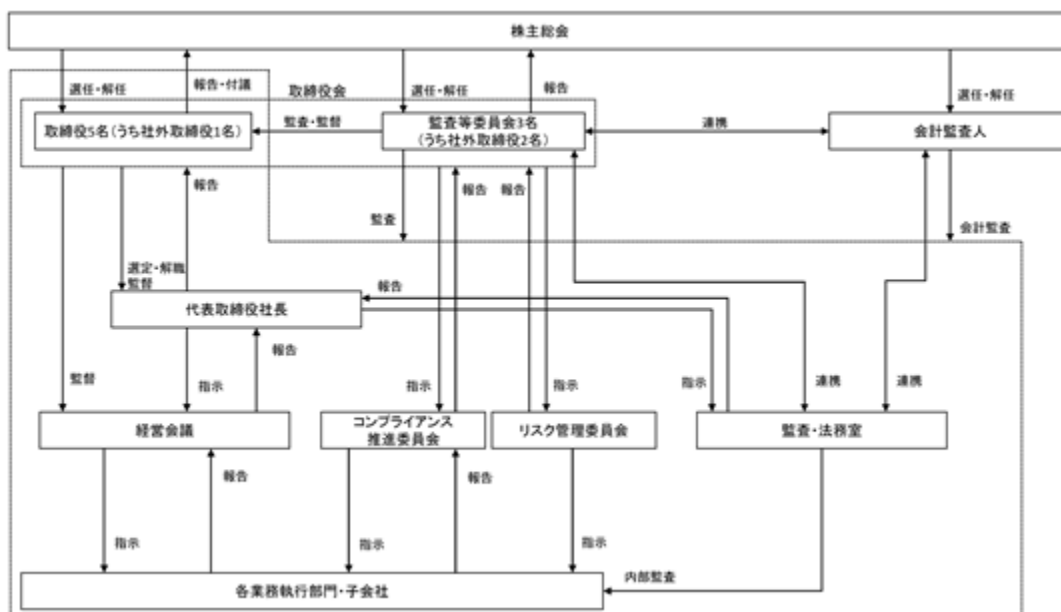 株主総会
選任・解任
報告・付議
取締役会
選任・解任
報告
選任・解任
取締役5名(うち社外取締役1名)
監査・監督
監査等委員会3名
(うち社外取締役2名)
連携
会計監査人
報告
報告
報告
監査
会計監査
選定・解職
監督
報告
代表取締役社長
報告
監督
指示
指示
指示
指示
連携
連携
経営会議
コンプライアンス
推進委員会
リスク管理委員会
監査・法務室
報告
報告
指示
指示
指示
内部監査
各業務執行部門・子会社